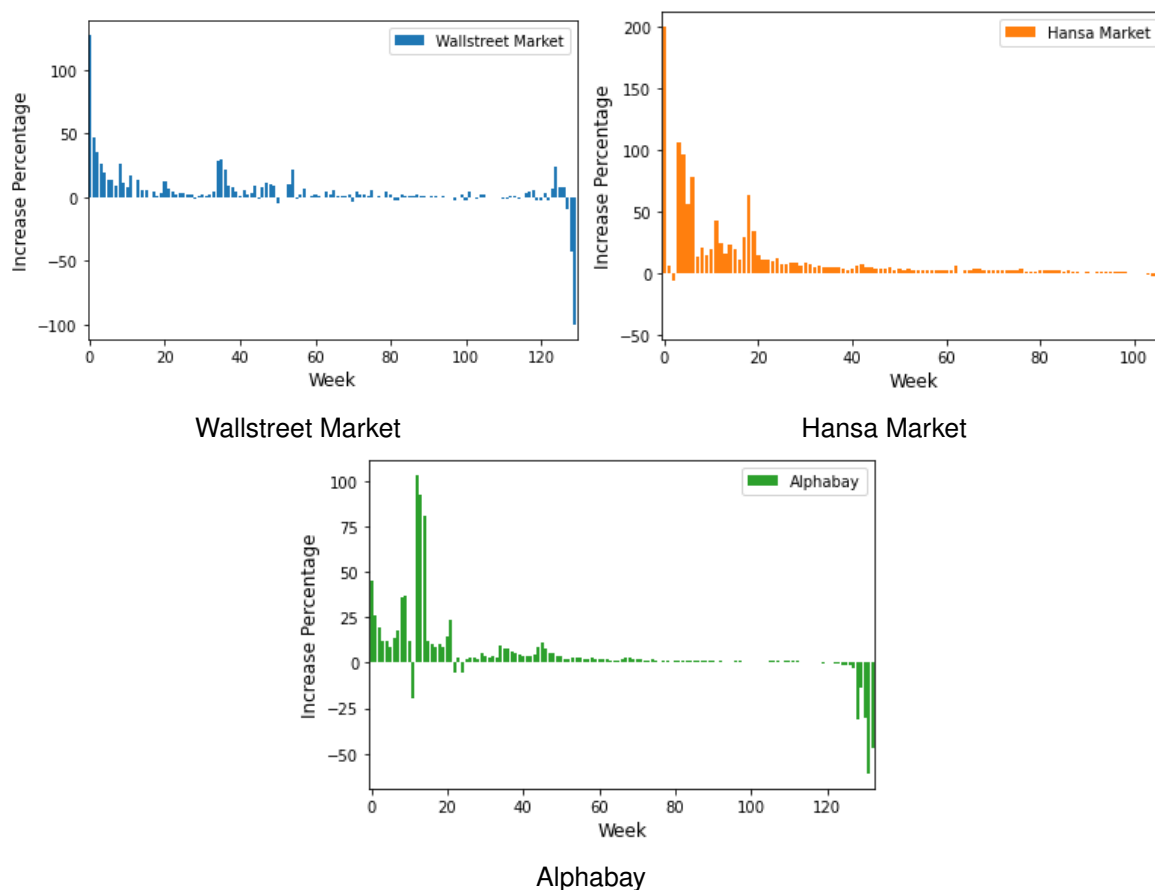 Wallstreet Market
Increase Percentage
100
50
0
−50
−100
0 20 40 60 80 100 120
Week
Wallstreet Market
Hansa Market
Increase Percentage
200
150
100
50
0
−50
0 20 40 60 80 100
Week
Hansa Market
Alphabay
Increase Percentage
100
75
50
25
0
−25
−50
0 20 40 60 80 100 120
Week
Alphabay